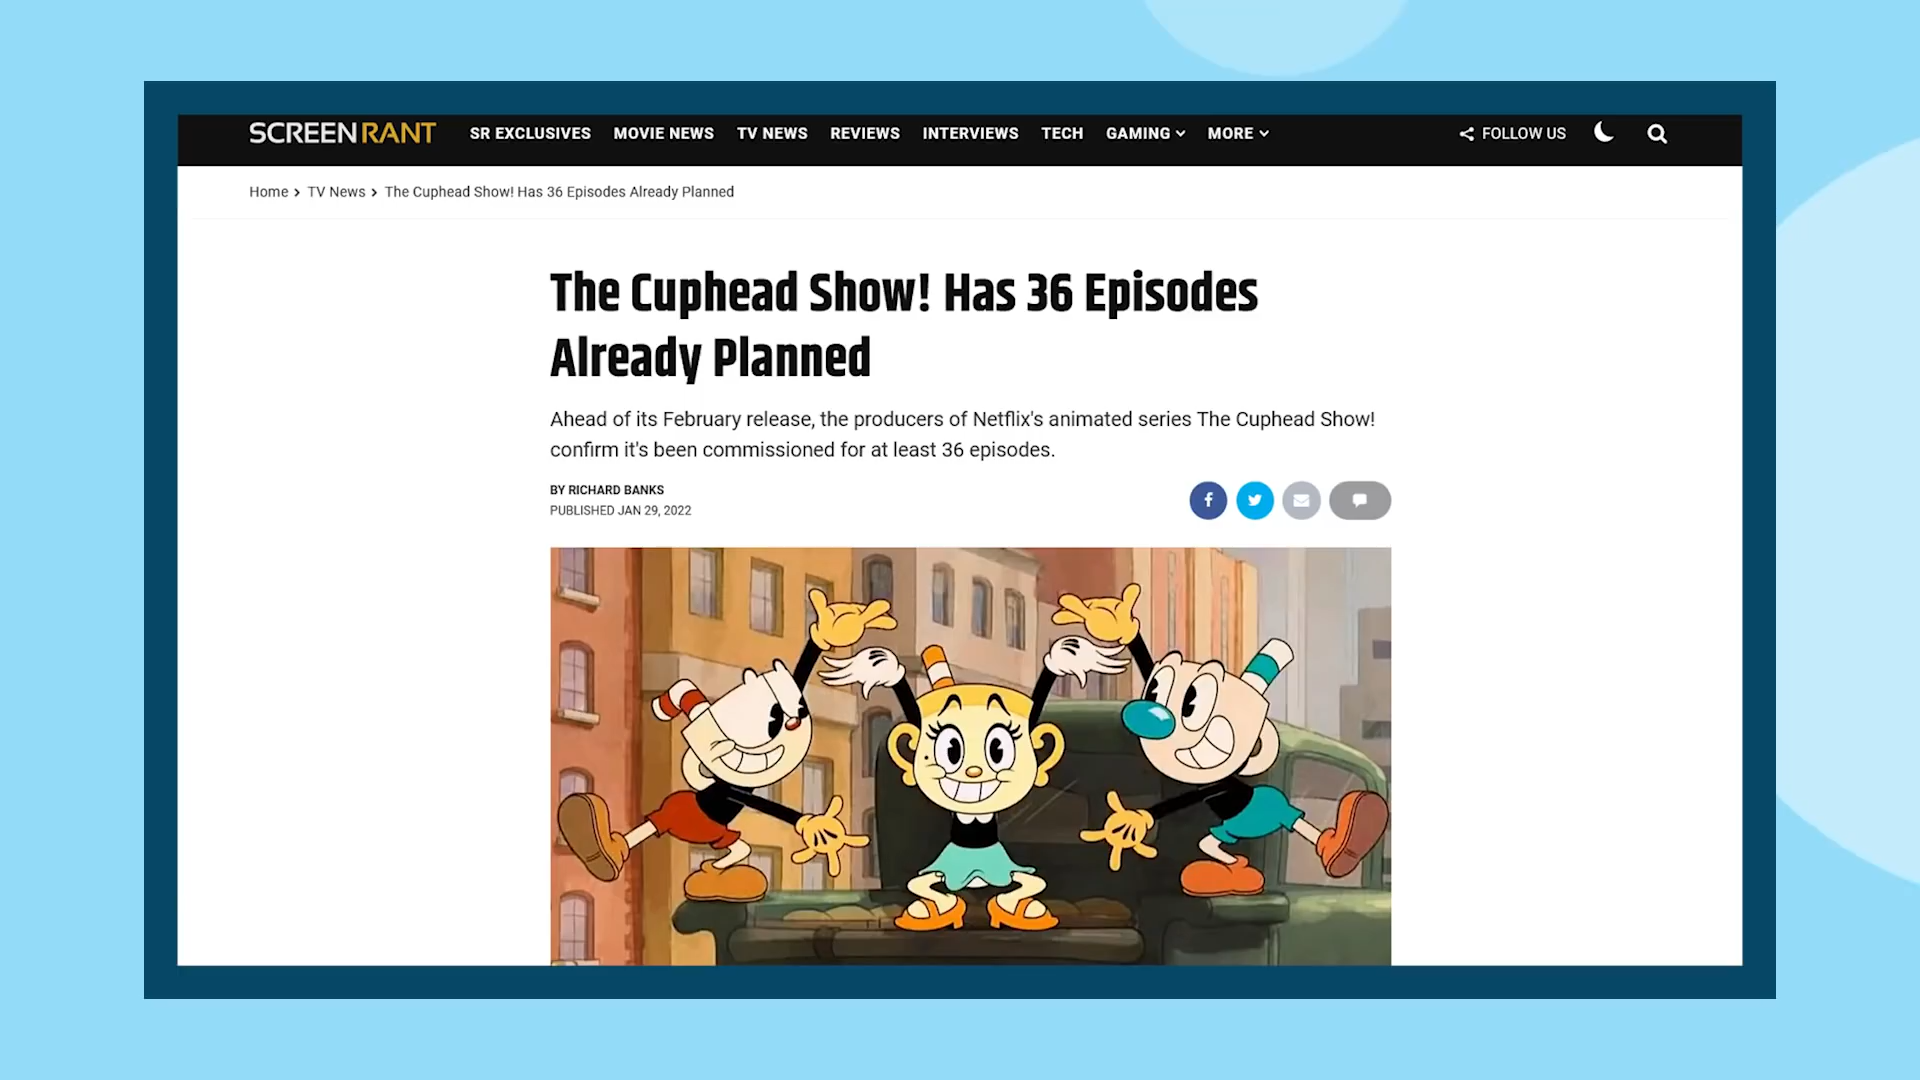 SCREENRANT SR EXCLUSIVES MOVIE NEWS TV NEWS REVIEWS INTERVIEWS TECH GAMING MORE FOLLOW US
Home > TV News > The Cuphead Show! Has 36 Episodes Already Planned
The Cuphead Show! Has 36 Episodes
Already Planned
Ahead of its February release, the producers of Netflix's animated series The Cuphead Show!
confirm it's been commissioned for at least 36 episodes.
BY RICHARD BANKS
PUBLISHED JAN 29, 2022
f